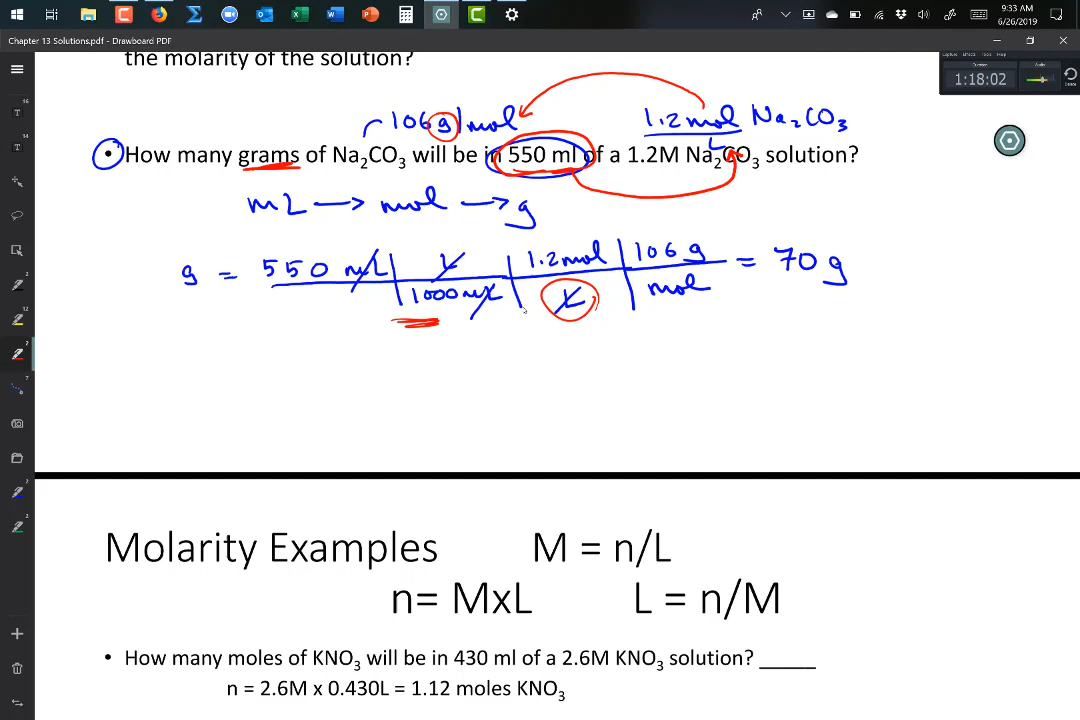 9:33 AM
6/26/2019
Chapter 13 Solutions.pdf - Drawboard PDF
1:18:02
the molarity of the solution?
106g/mol
1.2 mol Na₂CO₃
L
How many grams of Na₂CO₃ will be in 550 ml of a 1.2M Na₂CO₃ solution?
mL → mol → g
g = 550 mL | L | 1.2 mol | 106 g = 70 g
1000 mL | L | mol
Molarity Examples M = n/L
n= MxL L = n/M
• How many moles of KNO₃ will be in 430 ml of a 2.6M KNO₃ solution? _____
n = 2.6M x 0.430L = 1.12 moles KNO₃